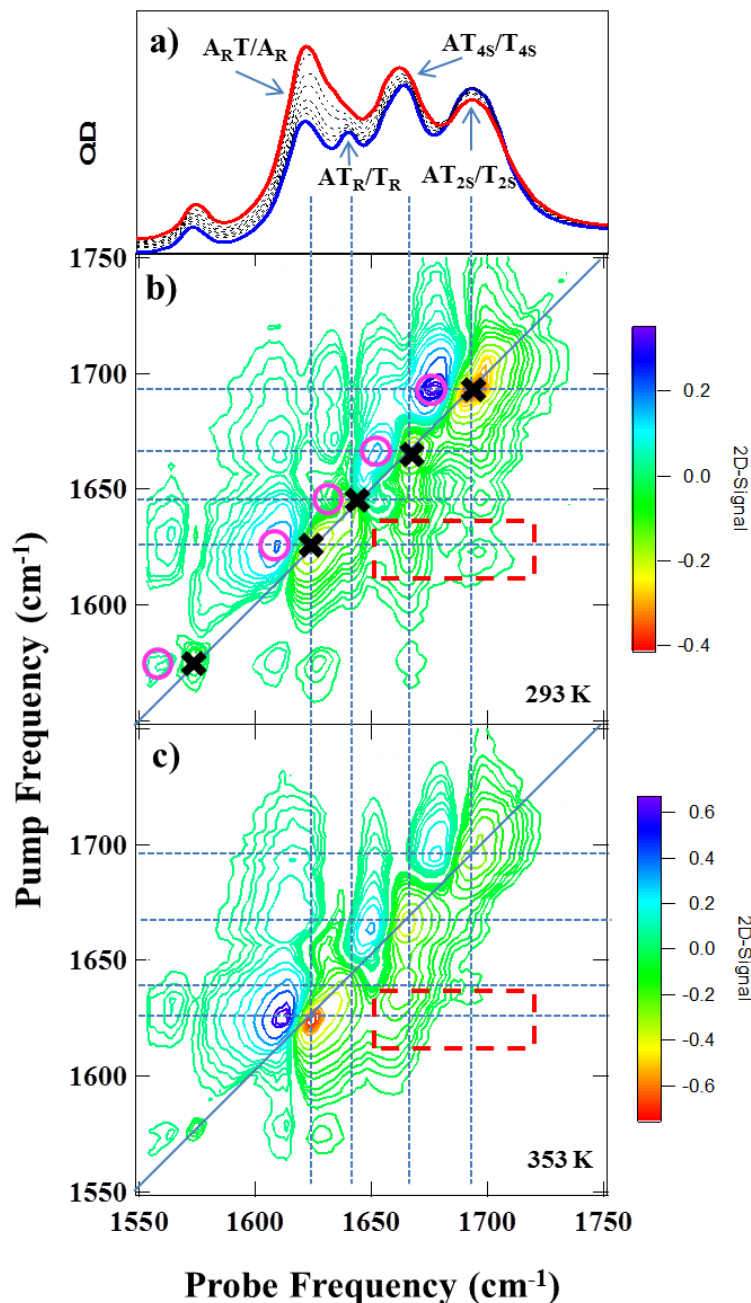 a)
A_RT/A_R
AT_4S/T_4S
OD
AT_R/T_R
AT_2S/T_2S
1750
b)
1700
1650
1600
293 K
0.2
0.0
-0.2
-0.4
2D-Signal
Pump Frequency (cm⁻¹)
c)
1700
1650
1600
1550
353 K
0.6
0.4
0.2
0.0
-0.2
-0.4
-0.6
2D-Signal
1550 1600 1650 1700 1750
Probe Frequency (cm⁻¹)